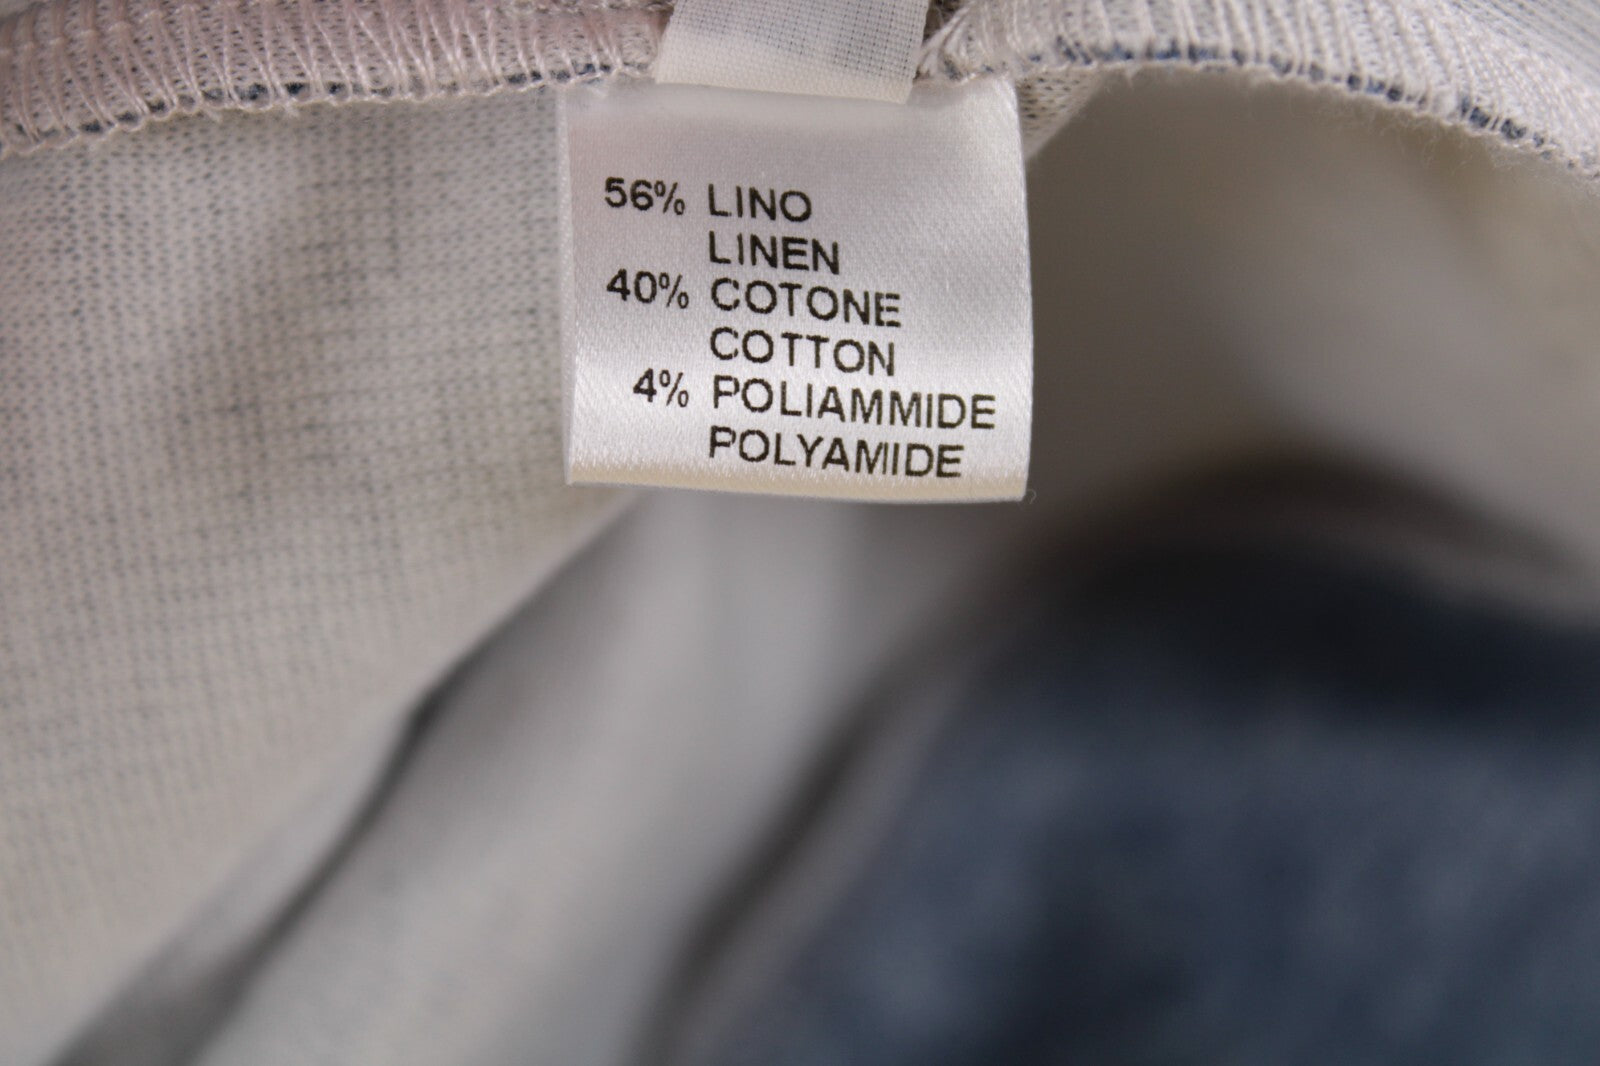 56% LINO
LINEN
40% COTONE
COTTON
4% POLIAMMIDE
POLYAMIDE